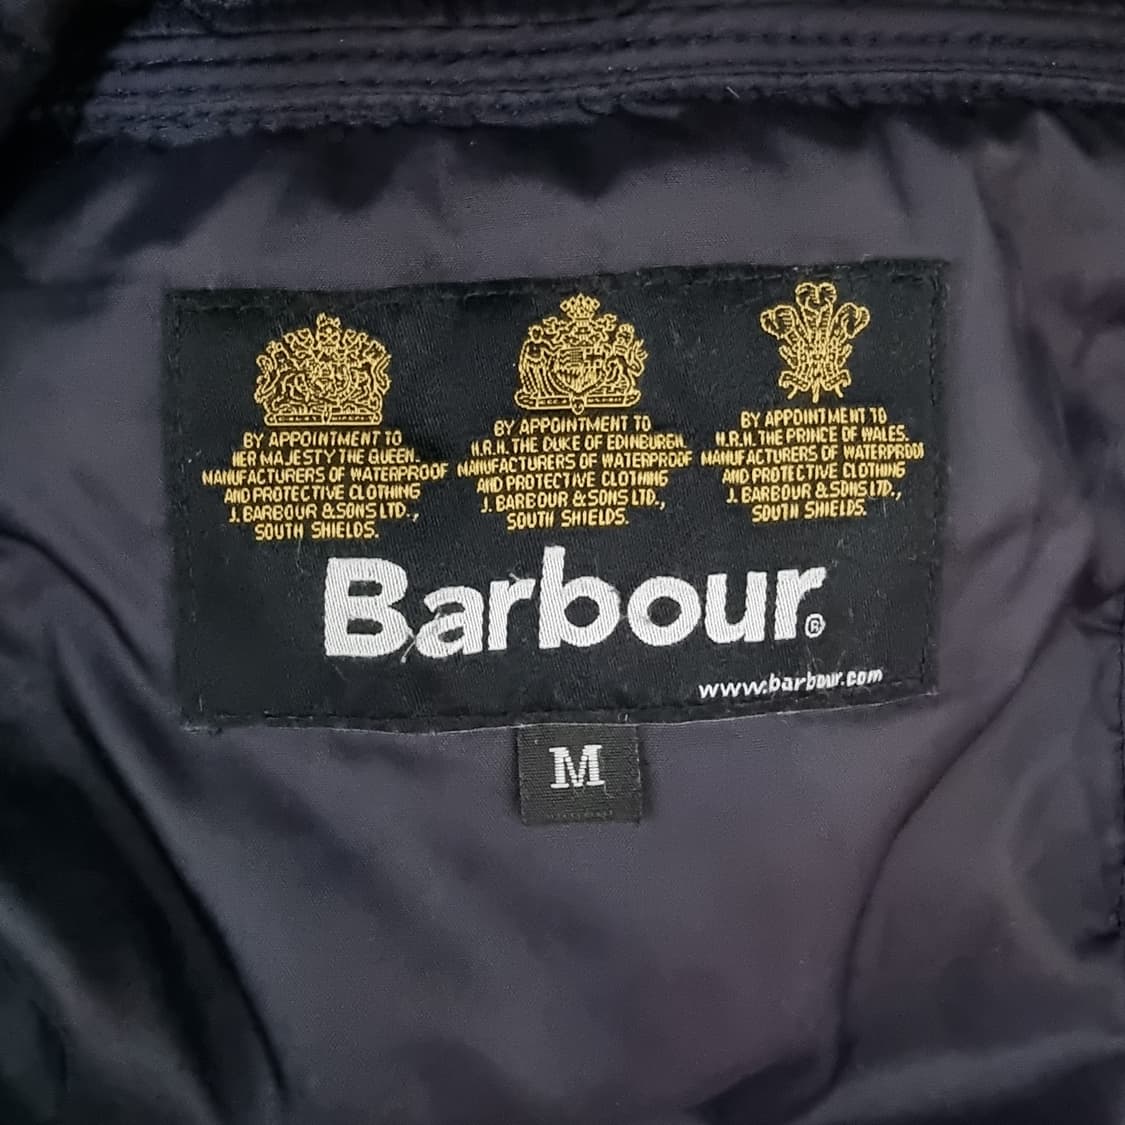 BY APPOINTMENT TO
HER MAJESTY THE QUEEN.
MANUFACTURERS OF WATERPROOF
AND PROTECTIVE CLOTHING
J. BARBOUR & SONS LTD.,
SOUTH SHIELDS.
BY APPOINTMENT TO
H.R.H. THE DUKE OF EDINBURGH.
MANUFACTURERS OF WATERPROOF
AND PROTECTIVE CLOTHING
J. BARBOUR & SONS LTD.,
SOUTH SHIELDS.
BY APPOINTMENT TO
H.R.H. THE PRINCE OF WALES.
MANUFACTURERS OF WATERPROOF
AND PROTECTIVE CLOTHING
J. BARBOUR & SONS LTD.,
SOUTH SHIELDS.
Barbour®
www.barbour.com
M